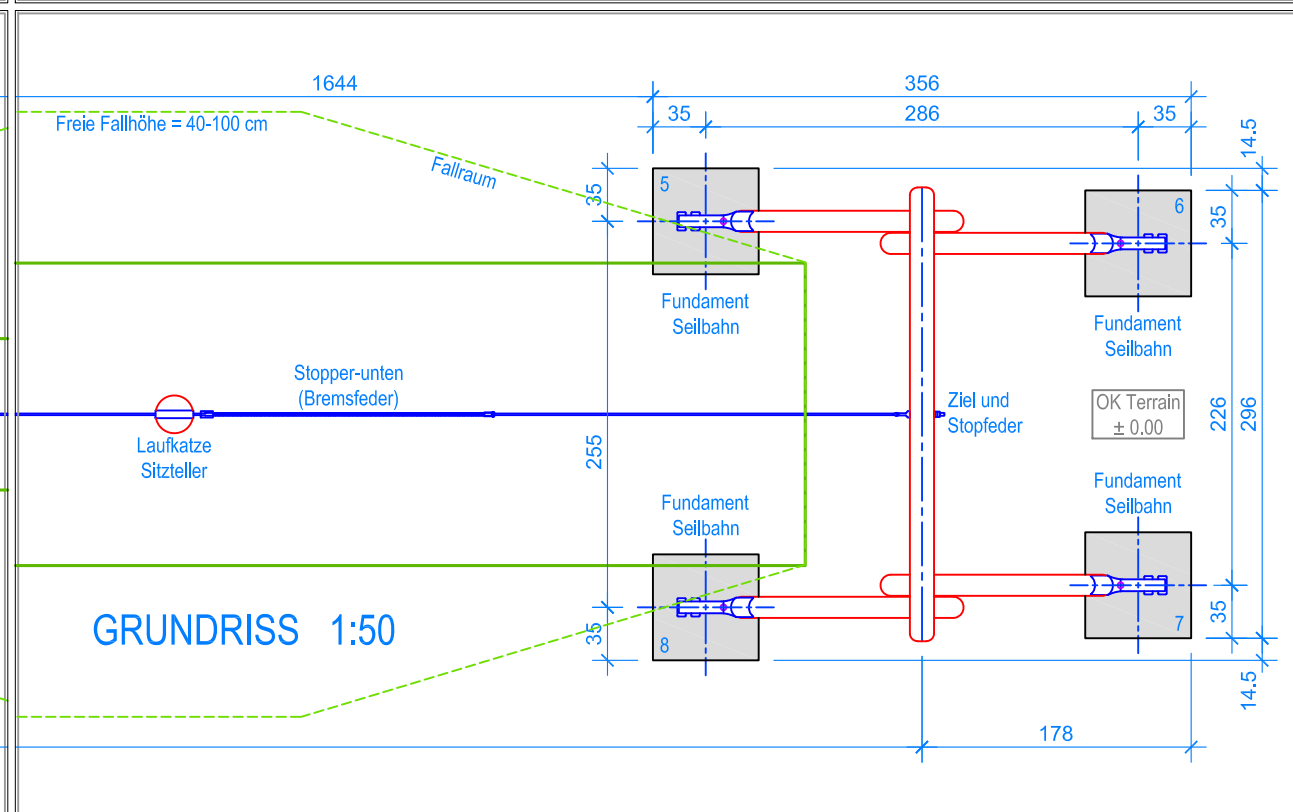 1644
356
Freie Fallhöhe = 40-100 cm
35
286
35
14.5
Fallraum
35
5
6
35
Fundament
Seilbahn
Fundament
Seilbahn
Stopper-unten
(Bremsfeder)
Ziel und
Stopfeder
OK Terrain
± 0.00
226
296
Laufkatze
Sitzteller
255
Fundament
Seilbahn
Fundament
Seilbahn
GRUNDRISS 1:50
35
8
7
35
14.5
178